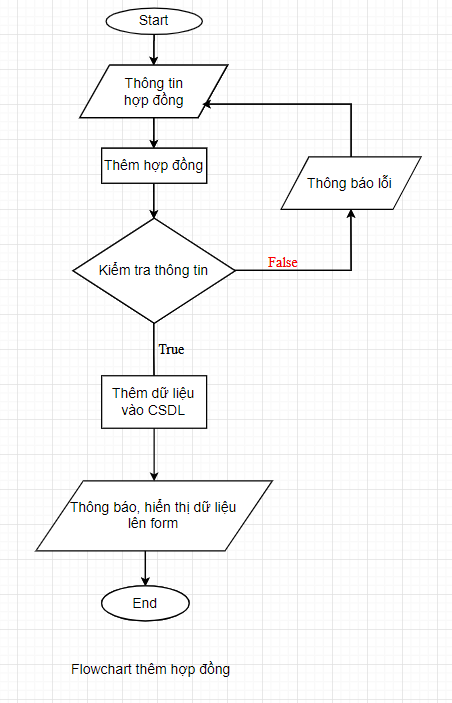 Start
Thông tin
hợp đồng
Thêm hợp đồng
Thông báo lỗi
Kiểm tra thông tin
False
True
Thêm dữ liệu
vào CSDL
Thông báo, hiển thị dữ liệu
lên form
End
Flowchart thêm hợp đồng